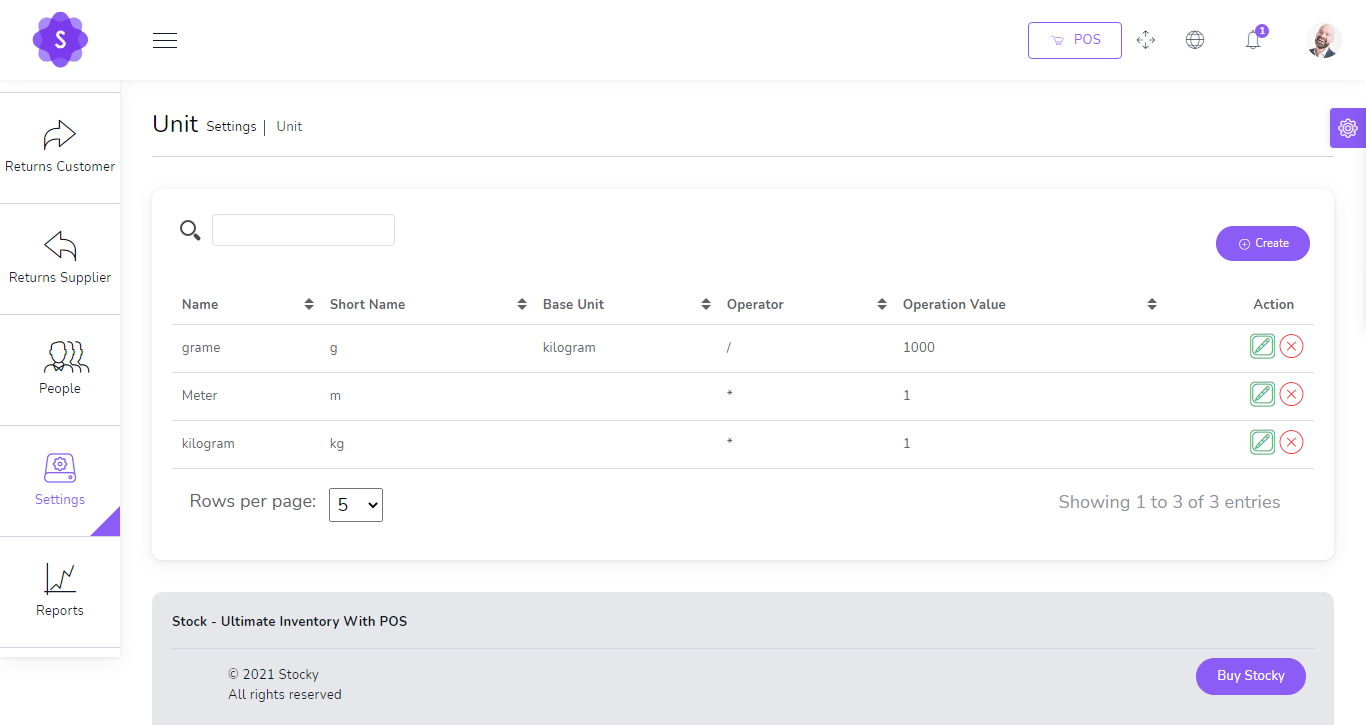 S
POS
1
Returns Customer
Returns Supplier
People
Settings
Reports
Unit Settings | Unit
Create
Name Short Name Base Unit Operator Operation Value Action
grame g kilogram / 1000
Meter m * 1
kilogram kg * 1
Rows per page: 5 Showing 1 to 3 of 3 entries
Stock - Ultimate Inventory With POS
© 2021 Stocky
All rights reserved
Buy Stocky